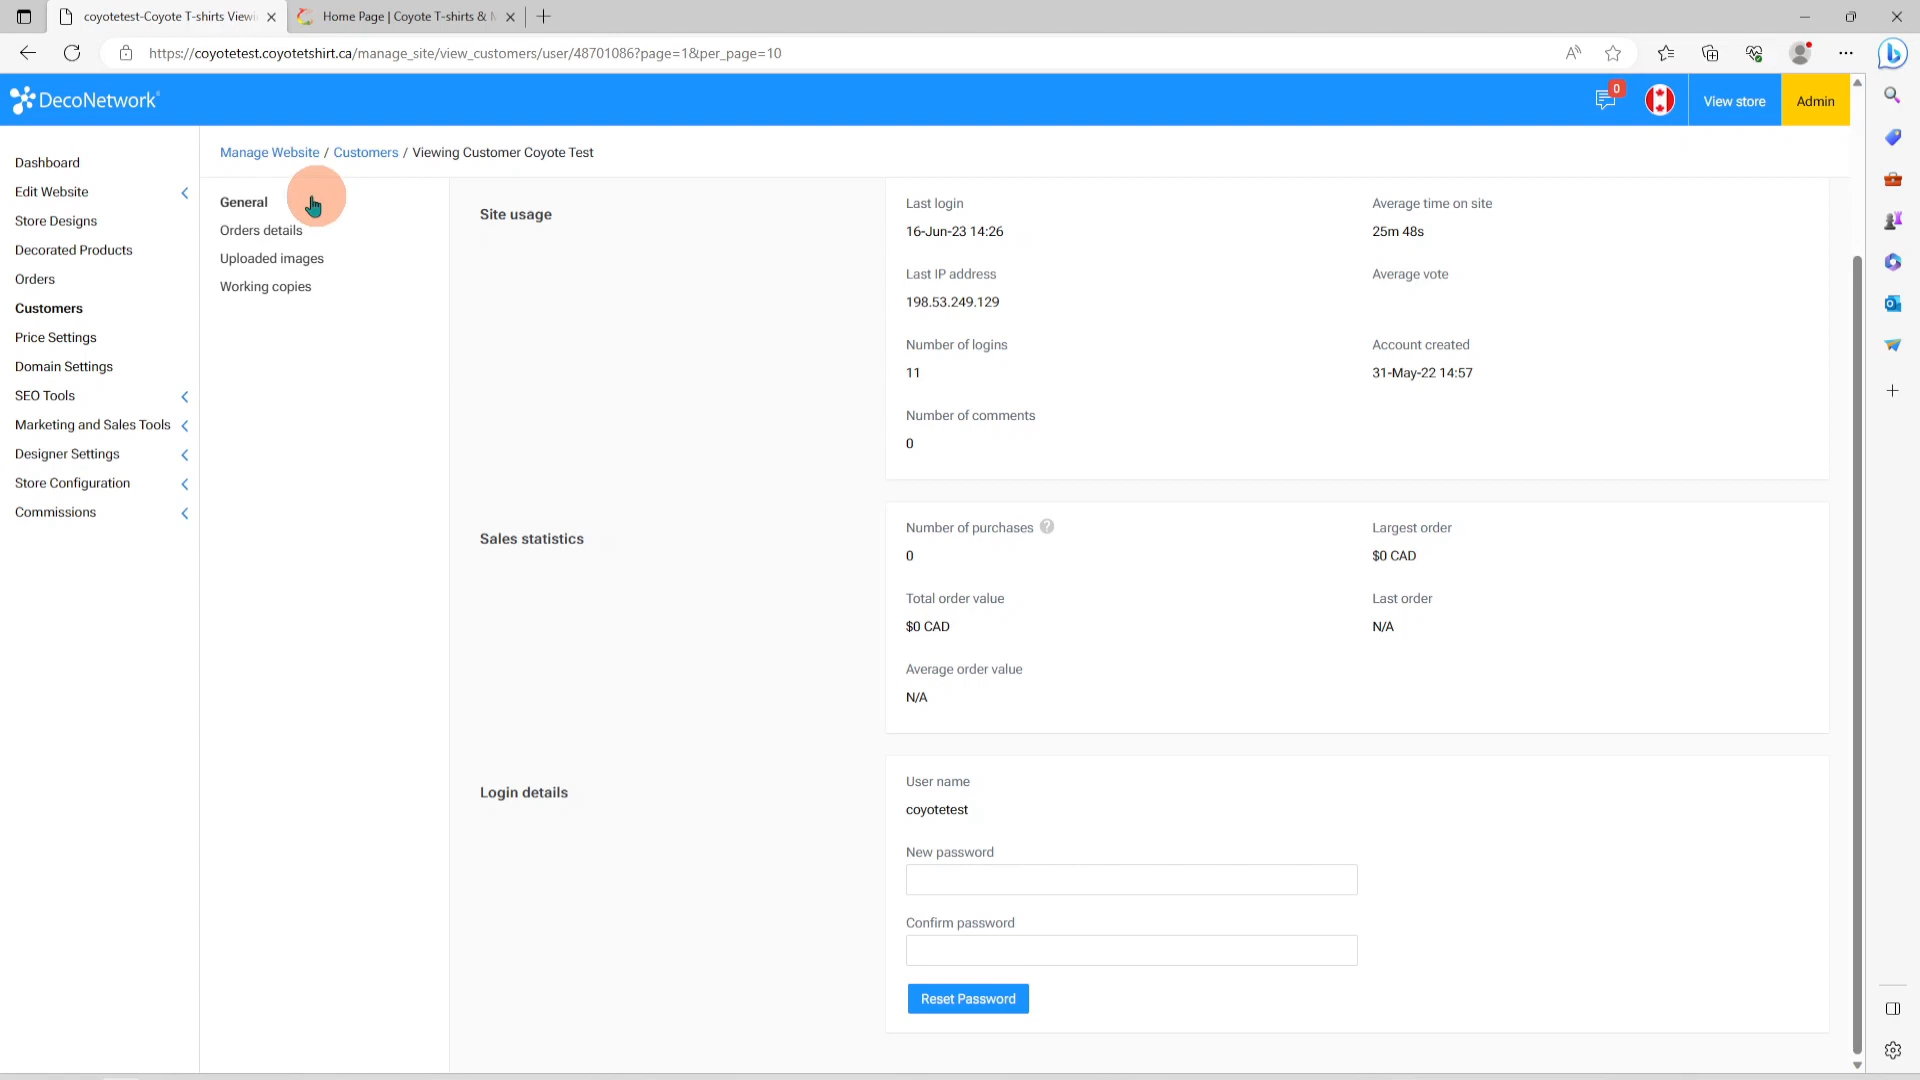 coyotetest-Coyote T-shirts Viewi
Home Page | Coyote T-shirts &
https://coyotetest.coyotetshirt.ca/manage_site/view_customers/user/48701086?page=1&per_page=10
DecoNetwork
0
View store
Admin
Manage Website / Customers / Viewing Customer Coyote Test
Dashboard
Edit Website
Store Designs
Decorated Products
Orders
Customers
Price Settings
Domain Settings
SEO Tools
Marketing and Sales Tools
Designer Settings
Store Configuration
Commissions
General
Orders details
Uploaded images
Working copies
Site usage
Last login
16-Jun-23 14:26
Average time on site
25m 48s
Last IP address
198.53.249.129
Average vote
Number of logins
11
Account created
31-May-22 14:57
Number of comments
0
Sales statistics
Number of purchases ?
0
Largest order
$0 CAD
Total order value
$0 CAD
Last order
N/A
Average order value
N/A
Login details
User name
coyotetest
New password
Confirm password
Reset Password